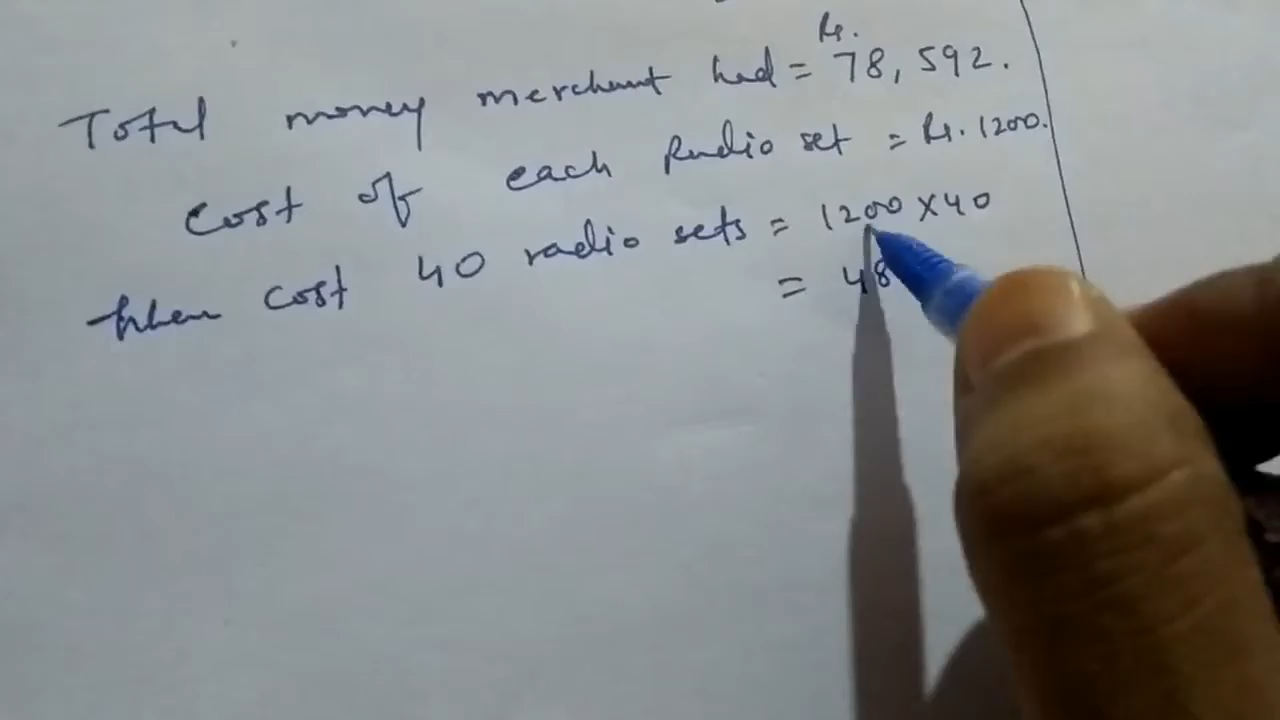 Total money merchant had = Rs. 78,592.
Cost of each Radio set = Rs. 1200.
then cost 40 radio sets = 1200 x 40
= 48